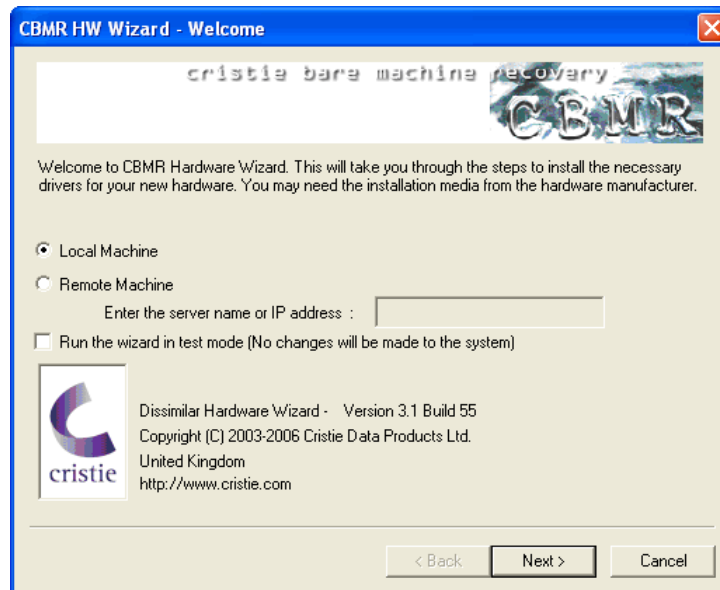 CBMR HW Wizard - Welcome
cristie bare machine recovery
CBMR
Welcome to CBMR Hardware Wizard. This will take you through the steps to install the necessary
drivers for your new hardware. You may need the installation media from the hardware manufacturer.
Local Machine
Remote Machine
Enter the server name or IP address :
Run the wizard in test mode (No changes will be made to the system)
cristie
Dissimilar Hardware Wizard - Version 3.1 Build 55
Copyright (C) 2003-2006 Cristie Data Products Ltd.
United Kingdom
http://www.cristie.com
< Back
Next >
Cancel